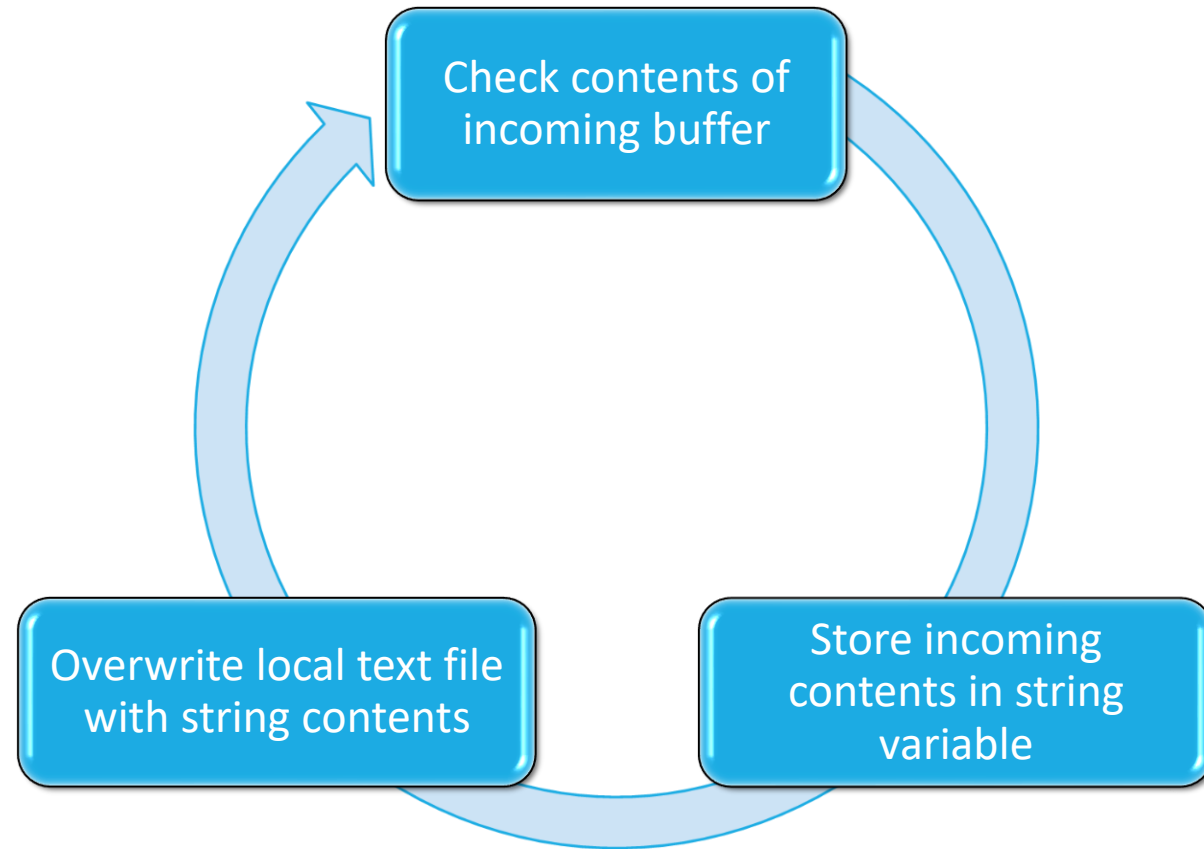 Check contents of
incoming buffer
Store incoming
contents in string
variable
Overwrite local text file
with string contents